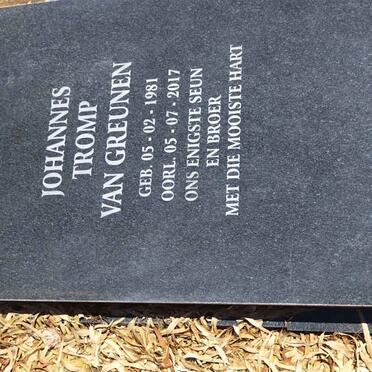 JOHANNES
TROMP
VAN GREUNEN
GEB. 05 - 02 - 1981
OORL. 05 - 07 - 2017
ONS ENIGSTE SEUN
EN BROER
MET DIE MOOISTE HART